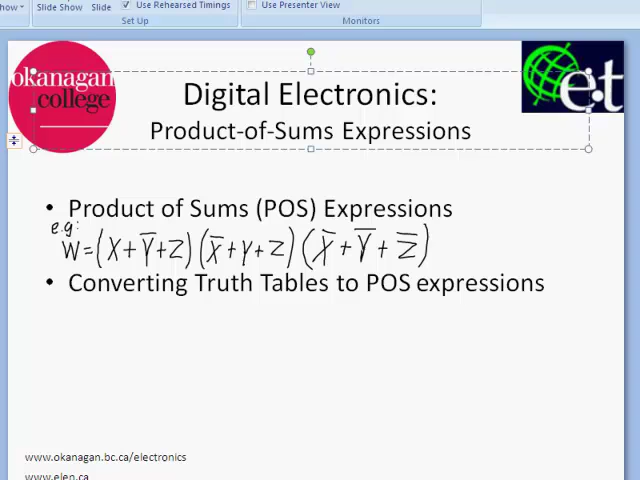 how
Slide Show
Slide
Use Rehearsed Timings
Use Presenter View
Set Up
Monitors
okanagan
college
e.t
Digital Electronics:
Product-of-Sums Expressions
• Product of Sums (POS) Expressions
e.g:
W=(X+Y̅+Z)(X̅+Y+Z)(X̅+Y̅+Z̅)
• Converting Truth Tables to POS expressions
www.okanagan.bc.ca/electronics
www.elen.ca